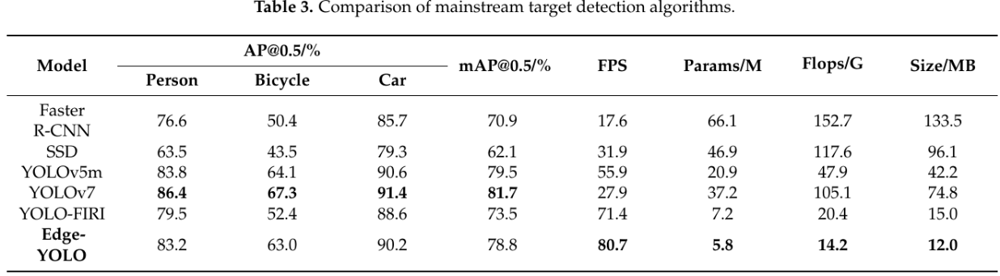 Table 3. Comparison of mainstream target detection algorithms.
Model AP@0.5/% mAP@0.5/% FPS Params/M Flops/G Size/MB
Person Bicycle Car
Faster R-CNN 76.6 50.4 85.7 70.9 17.6 66.1 152.7 133.5
SSD 63.5 43.5 79.3 62.1 31.9 46.9 117.6 96.1
YOLOv5m 83.8 64.1 90.6 79.5 55.9 20.9 47.9 42.2
YOLOv7 86.4 67.3 91.4 81.7 27.9 37.2 105.1 74.8
YOLO-FIRI 79.5 52.4 88.6 73.5 71.4 7.2 20.4 15.0
Edge-YOLO 83.2 63.0 90.2 78.8 80.7 5.8 14.2 12.0